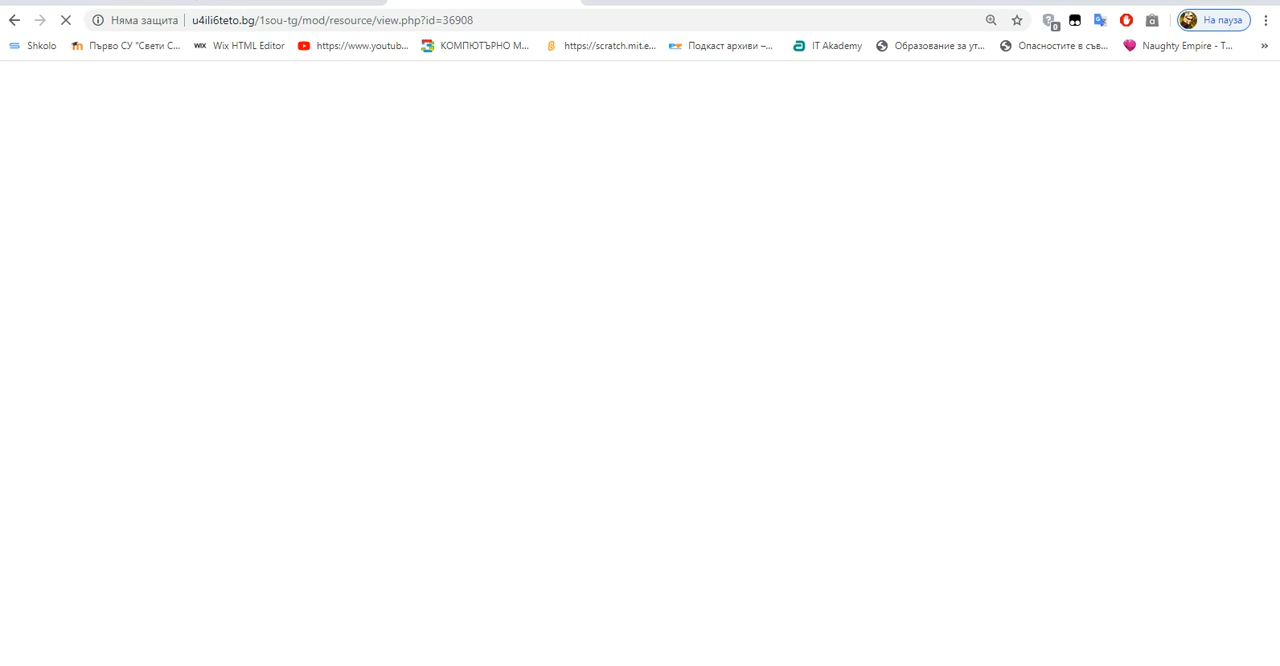 Няма защита u4ili6teto.bg/1sou-tg/mod/resource/view.php?id=36908 0 На пауза
Shkolo Първо СУ "Свети С... WIX Wix HTML Editor https://www.youtub... КОМПЮТЪРНО М... https://scratch.mit.e... Подкаст архиви –... IT Akademy Образование за ут... Опасностите в съв... Naughty Empire - T... »